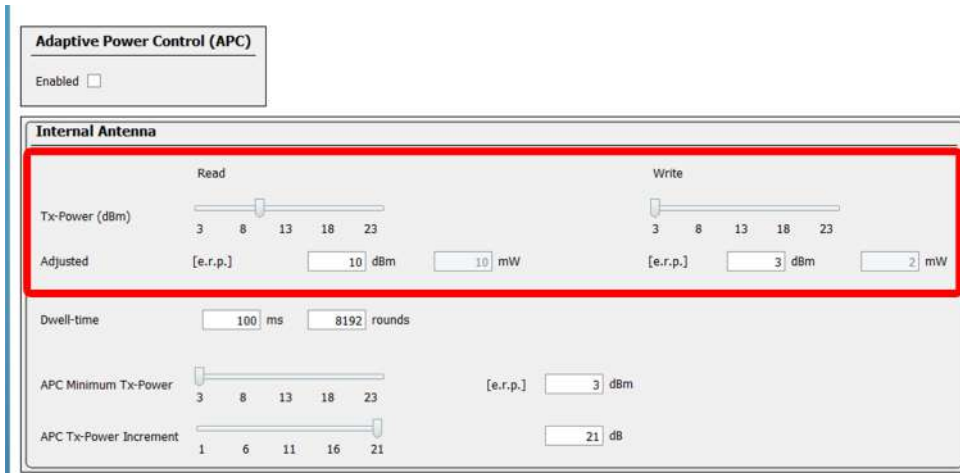 Adaptive Power Control (APC)
Enabled
Internal Antenna
Read Write
Tx-Power (dBm)
3 8 13 18 23 3 8 13 18 23
Adjusted [e.r.p.] 10 dBm 10 mW [e.r.p.] 3 dBm 2 mW
Dwell-time 100 ms 8192 rounds
APC Minimum Tx-Power [e.r.p.] 3 dBm
3 8 13 18 23
APC Tx-Power Increment 21 dB
1 6 11 16 21